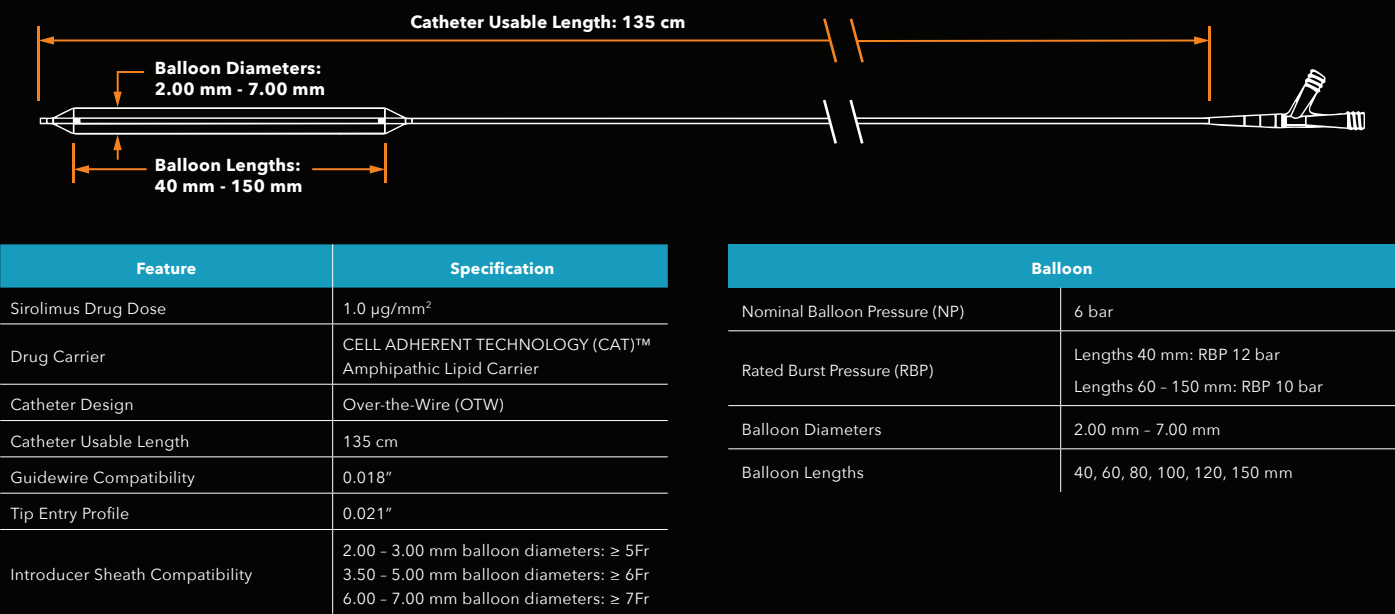 Catheter Usable Length: 135 cm
Balloon Diameters:
2.00 mm - 7.00 mm
Balloon Lengths:
40 mm - 150 mm
Feature Specification
Sirolimus Drug Dose 1.0 µg/mm²
Drug Carrier CELL ADHERENT TECHNOLOGY (CAT)™
Amphipathic Lipid Carrier
Catheter Design Over-the-Wire (OTW)
Catheter Usable Length 135 cm
Guidewire Compatibility 0.018”
Tip Entry Profile 0.021”
Introducer Sheath Compatibility
2.00 – 3.00 mm balloon diameters: ≥ 5Fr
3.50 – 5.00 mm balloon diameters: ≥ 6Fr
6.00 – 7.00 mm balloon diameters: ≥ 7Fr
Balloon
Nominal Balloon Pressure (NP) 6 bar
Rated Burst Pressure (RBP)
Lengths 40 mm: RBP 12 bar
Lengths 60 – 150 mm: RBP 10 bar
Balloon Diameters 2.00 mm – 7.00 mm
Balloon Lengths 40, 60, 80, 100, 120, 150 mm